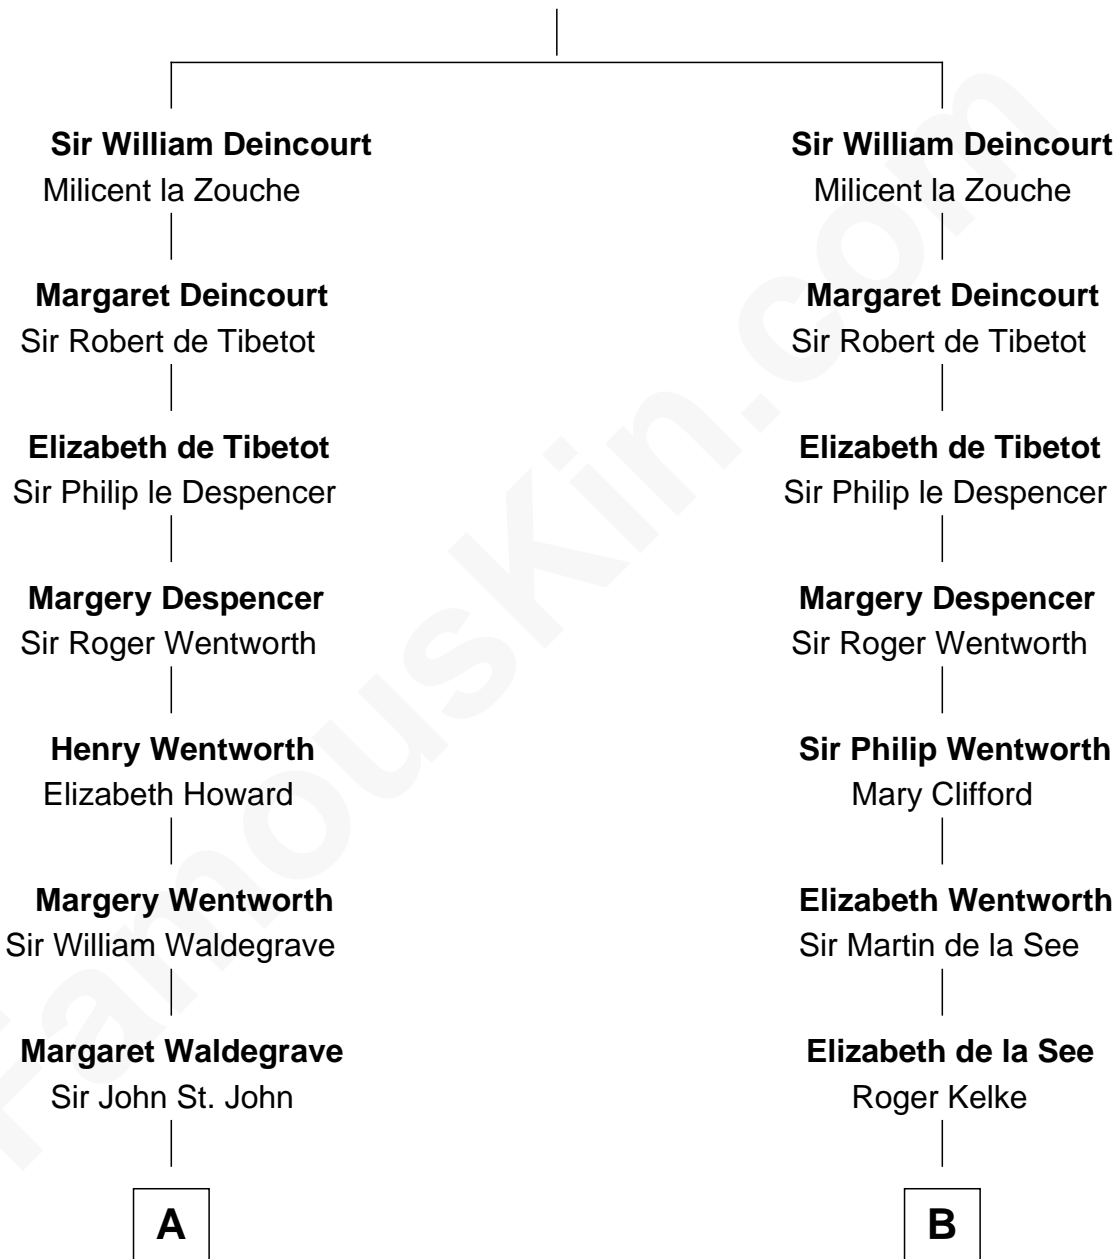 Sir William Deincourt
Milicent la Zouche
Margaret Deincourt
Sir Robert de Tibetot
Elizabeth de Tibetot
Sir Philip le Despencer
Margery Despencer
Sir Roger Wentworth
Henry Wentworth
Elizabeth Howard
Margery Wentworth
Sir William Waldegrave
Margaret Waldegrave
Sir John St. John
A
Sir William Deincourt
Milicent la Zouche
Margaret Deincourt
Sir Robert de Tibetot
Elizabeth de Tibetot
Sir Philip le Despencer
Margery Despencer
Sir Roger Wentworth
Sir Philip Wentworth
Mary Clifford
Elizabeth Wentworth
Sir Martin de la See
Elizabeth de la See
Roger Kelke
B
FamousKin.com